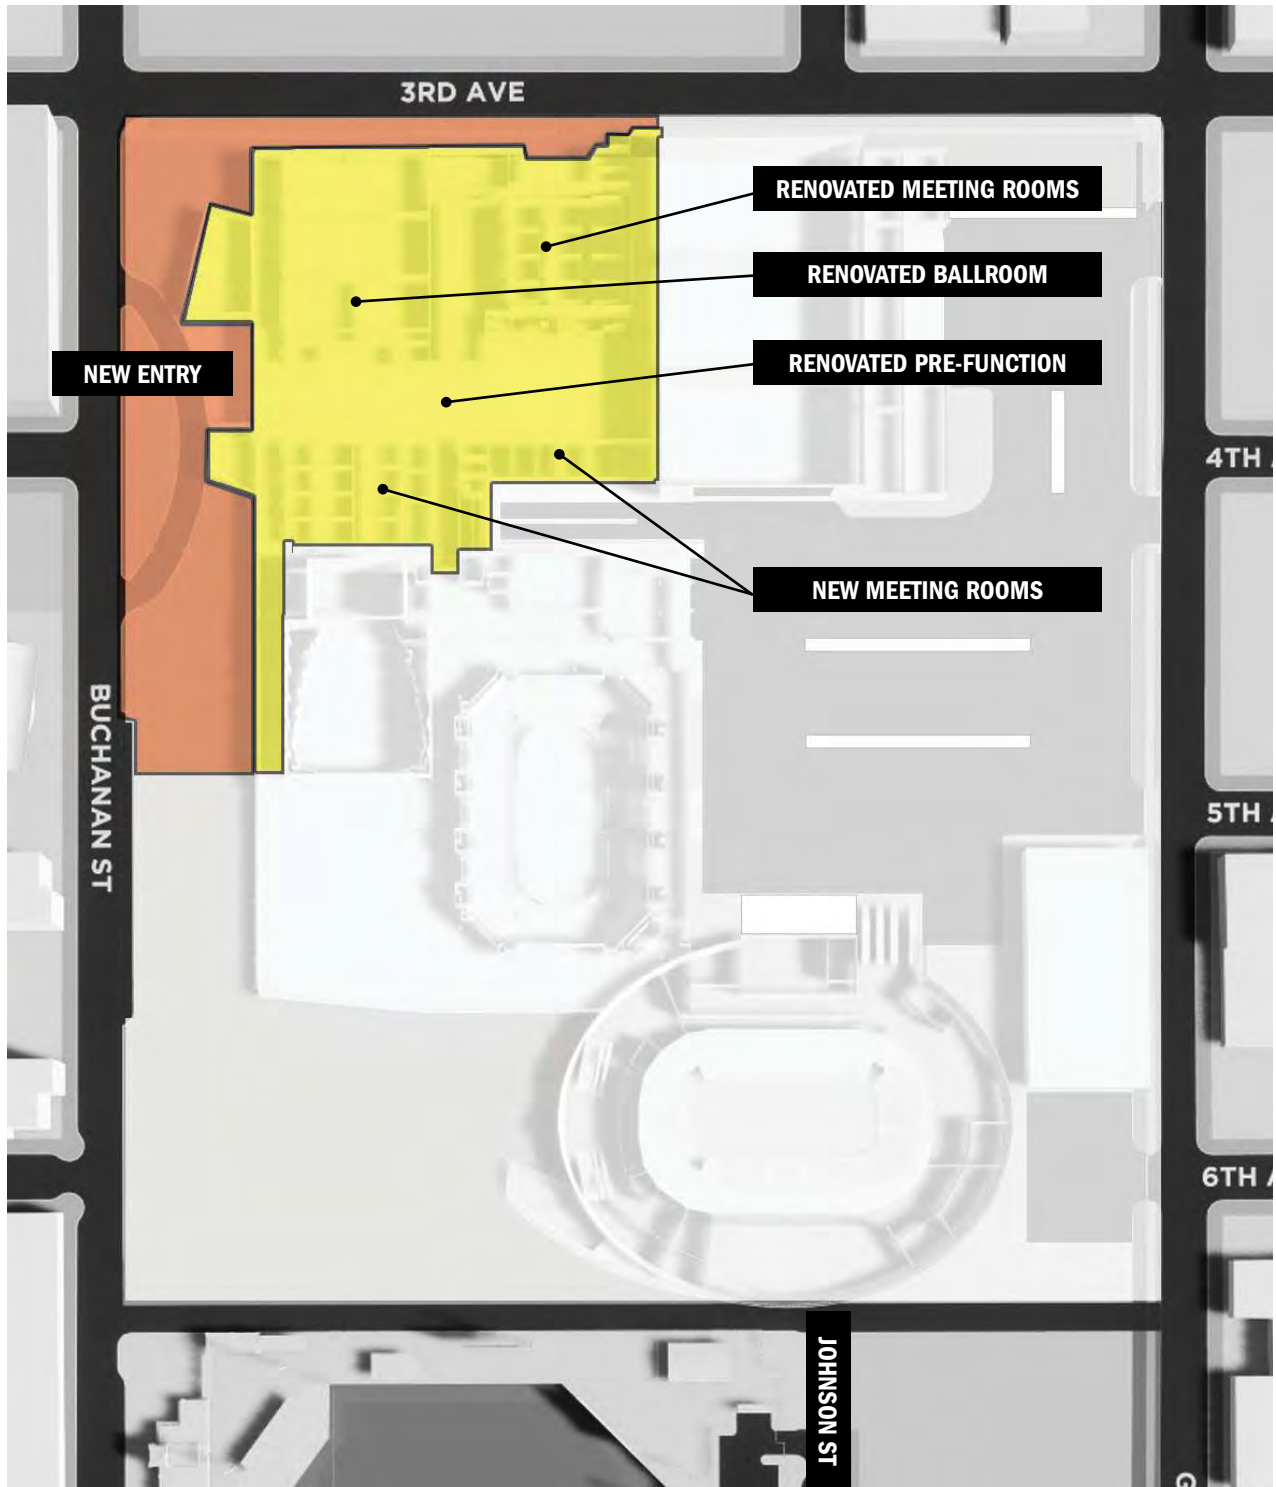 3RD AVE
RENOVATED MEETING ROOMS
RENOVATED BALLROOM
RENOVATED PRE-FUNCTION
NEW ENTRY
4TH
NEW MEETING ROOMS
BUCHANAN ST
5TH
6TH
JOHNSON ST